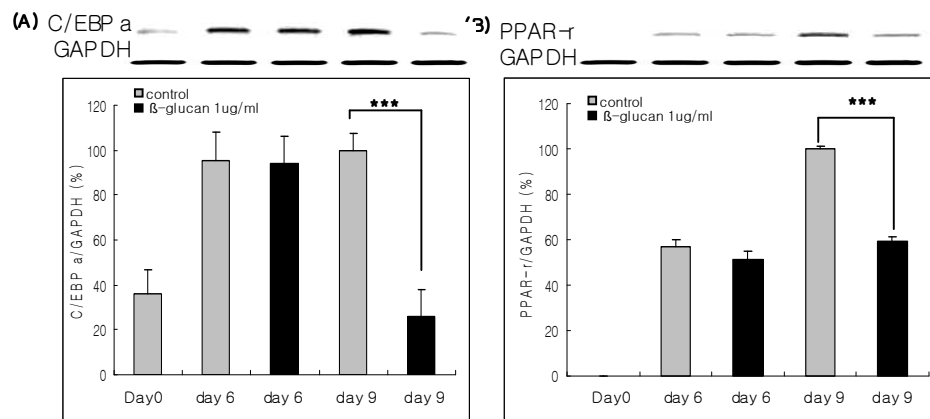 (A) C/EBP a
GAPDH
C/EBP a/GAPDH (%)
120
100
80
60
40
20
0
control
ß-glucan 1ug/ml
***
Day0 day 6 day 6 day 9 day 9
'B) PPAR-r
GAPDH
PPAR-r/GAPDH (%)
120
100
80
60
40
20
0
control
ß-glucan 1ug/ml
***
Day0 day 6 day 6 day 9 day 9